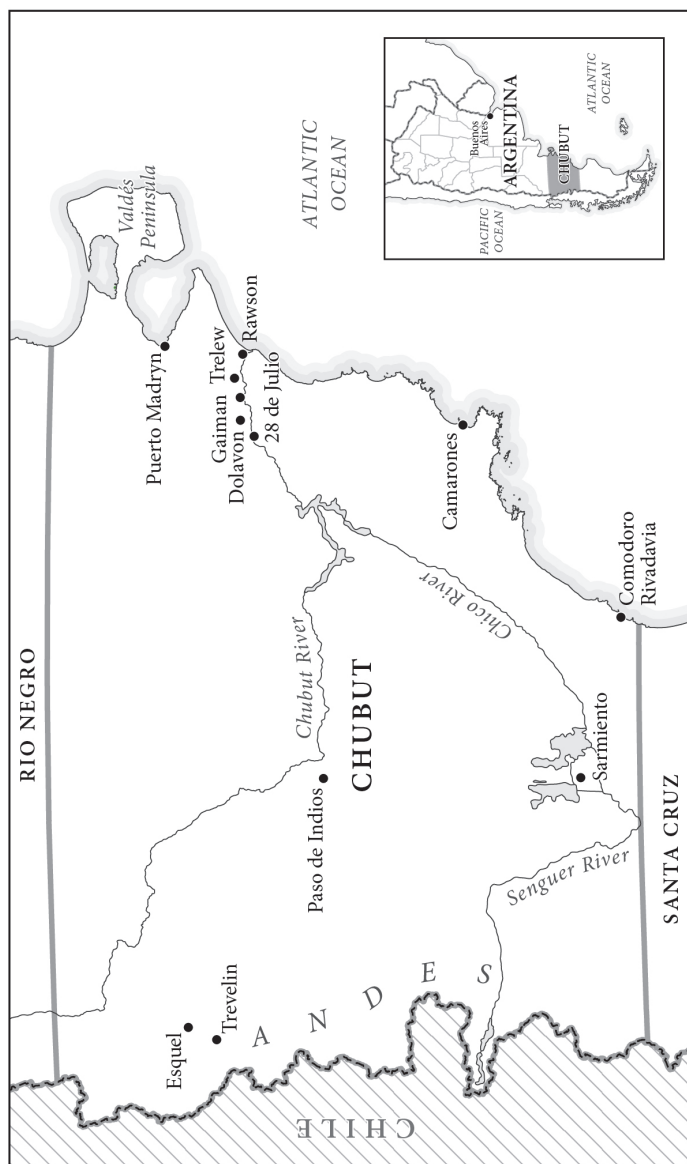 RIO NEGRO
Valdés
Peninsula
ATLANTIC
OCEAN
Puerto Madryn
Gaiman
Trelew
Dolavon
Rawson
28 de Julio
Chubut River
Esquel
Trevelin
Paso de Indios
CHUBUT
Chico River
Camarones
ANDES
CHILE
Senguer River
Sarmiento
Comodoro
Rivadavia
SANTA CRUZ
PACIFIC
OCEAN
Buenos
Aires
ARGENTINA
CHUBUT
ATLANTIC
OCEAN